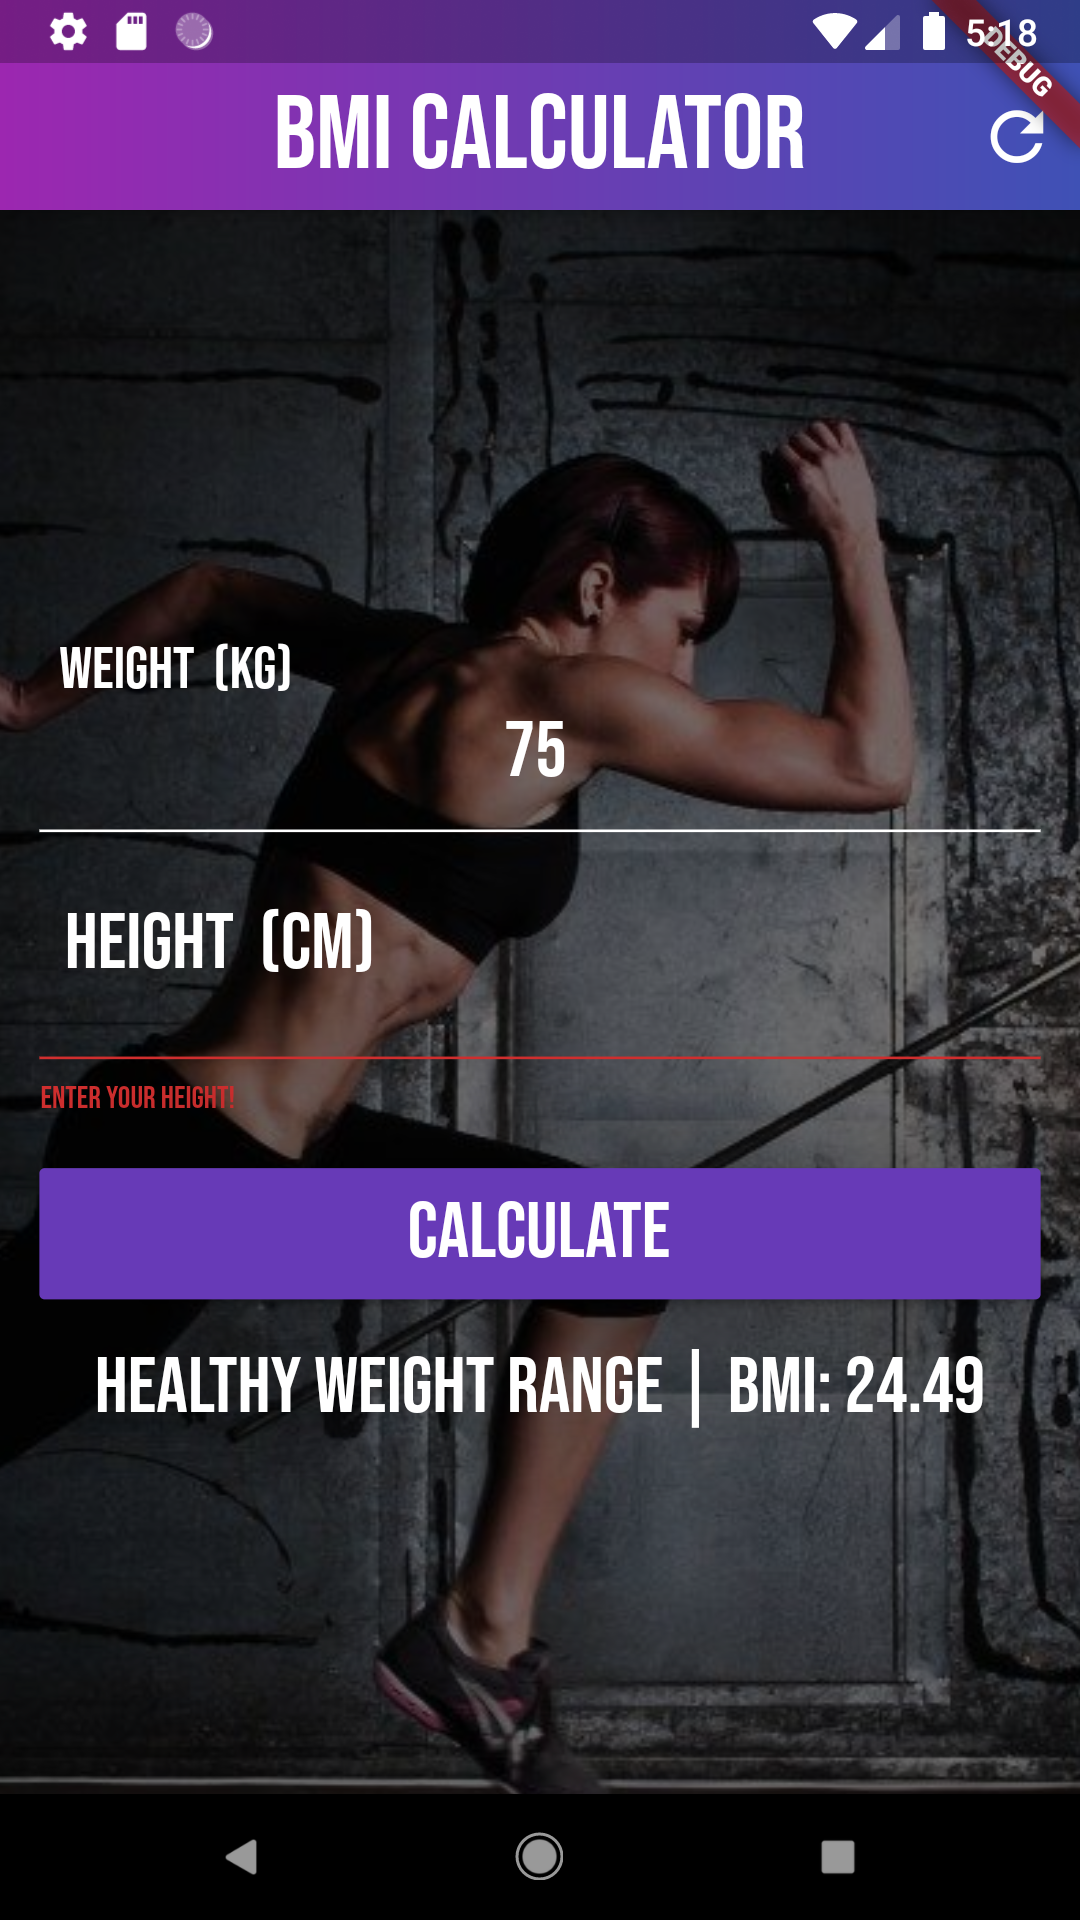 5:18
DEBUG
BMI CALCULATOR
WEIGHT (KG)
75
HEIGHT (CM)
ENTER YOUR HEIGHT!
CALCULATE
HEALTHY WEIGHT RANGE | BMI: 24.49